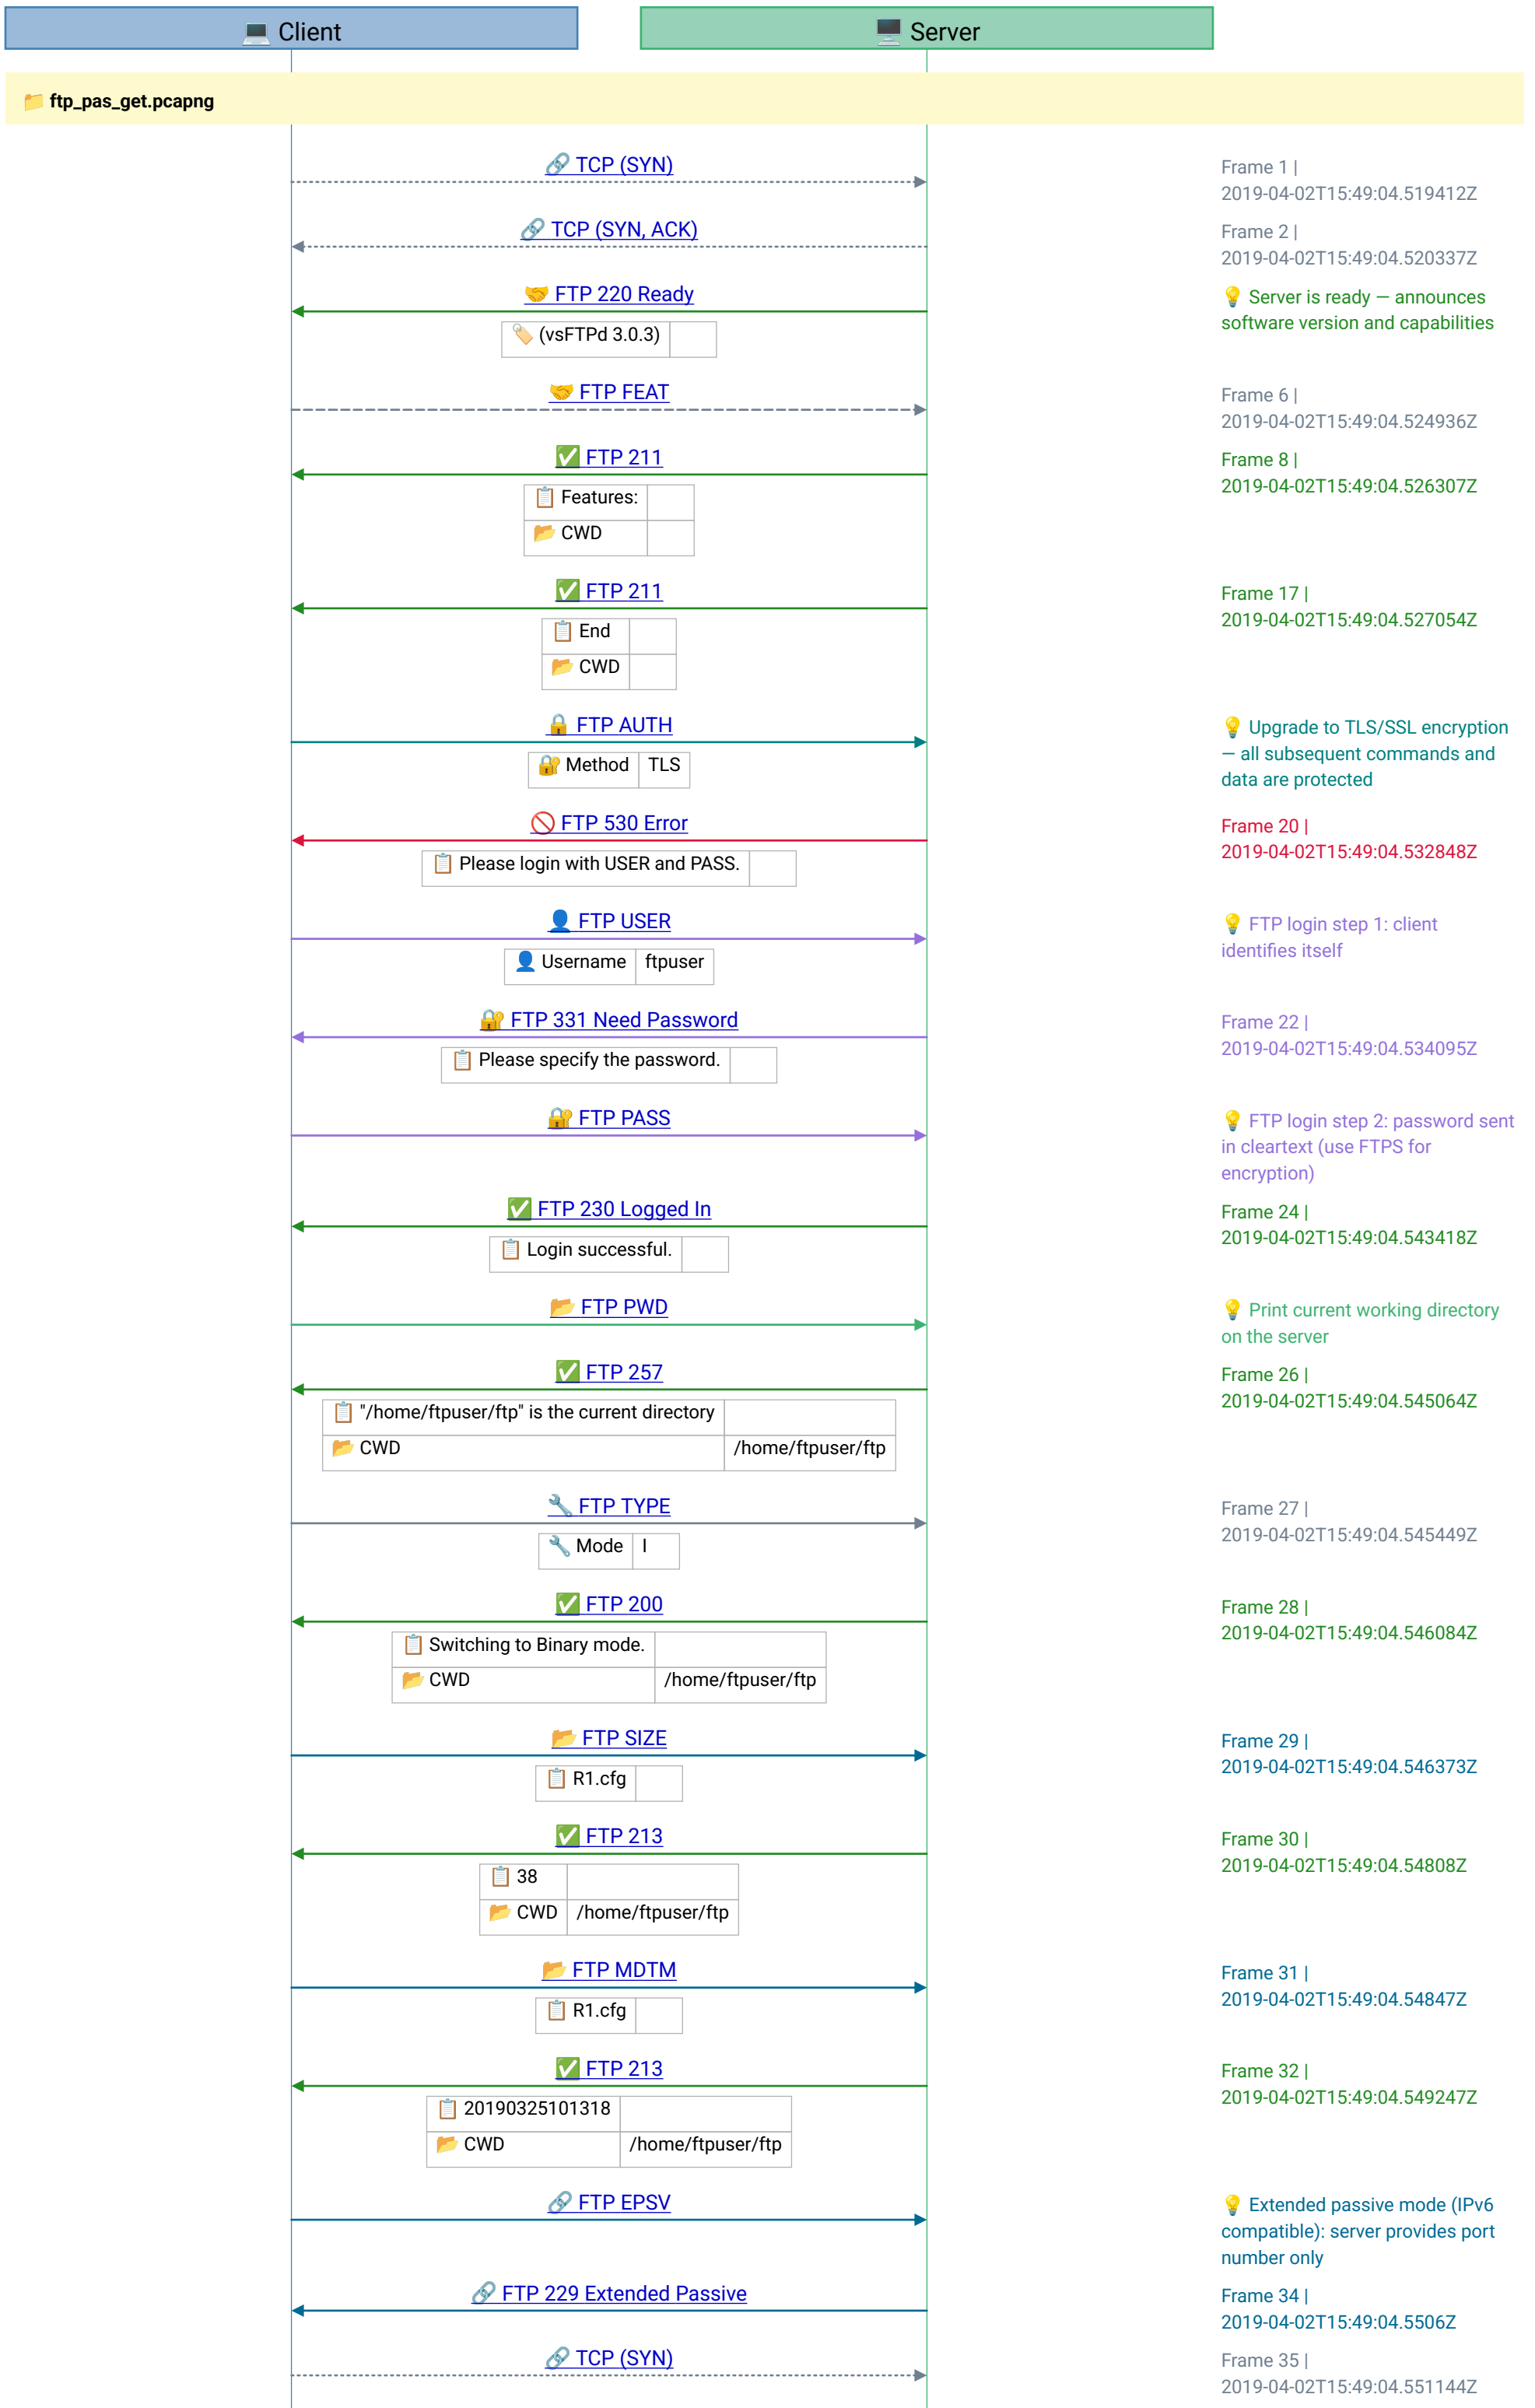 💻 Client
🖥️ Server
📁 ftp_pas_get.pcapng
🔗 TCP (SYN)
Frame 1 |
2019-04-02T15:49:04.519412Z
🔗 TCP (SYN, ACK)
Frame 2 |
2019-04-02T15:49:04.520337Z
🤝 FTP 220 Ready
🏷️ (vsFTPd 3.0.3)
💡 Server is ready — announces
software version and capabilities
🤝 FTP FEAT
Frame 6 |
2019-04-02T15:49:04.524936Z
✅ FTP 211
📋 Features:
📂 CWD
Frame 8 |
2019-04-02T15:49:04.526307Z
✅ FTP 211
📋 End
📂 CWD
Frame 17 |
2019-04-02T15:49:04.527054Z
🔒 FTP AUTH
🔐 Method TLS
💡 Upgrade to TLS/SSL encryption
— all subsequent commands and
data are protected
🚫 FTP 530 Error
📋 Please login with USER and PASS.
Frame 20 |
2019-04-02T15:49:04.532848Z
👤 FTP USER
👤 Username ftpuser
💡 FTP login step 1: client
identifies itself
🔐 FTP 331 Need Password
📋 Please specify the password.
Frame 22 |
2019-04-02T15:49:04.534095Z
🔐 FTP PASS
💡 FTP login step 2: password sent
in cleartext (use FTPS for
encryption)
✅ FTP 230 Logged In
📋 Login successful.
Frame 24 |
2019-04-02T15:49:04.543418Z
📂 FTP PWD
💡 Print current working directory
on the server
✅ FTP 257
📋 "/home/ftpuser/ftp" is the current directory
📂 CWD /home/ftpuser/ftp
Frame 26 |
2019-04-02T15:49:04.545064Z
🔧 FTP TYPE
🔧 Mode I
Frame 27 |
2019-04-02T15:49:04.545449Z
✅ FTP 200
📋 Switching to Binary mode.
📂 CWD /home/ftpuser/ftp
Frame 28 |
2019-04-02T15:49:04.546084Z
📂 FTP SIZE
📋 R1.cfg
Frame 29 |
2019-04-02T15:49:04.546373Z
✅ FTP 213
📋 38
📂 CWD /home/ftpuser/ftp
Frame 30 |
2019-04-02T15:49:04.54808Z
📂 FTP MDTM
📋 R1.cfg
Frame 31 |
2019-04-02T15:49:04.54847Z
✅ FTP 213
📋 20190325101318
📂 CWD /home/ftpuser/ftp
Frame 32 |
2019-04-02T15:49:04.549247Z
🔗 FTP EPSV
💡 Extended passive mode (IPv6
compatible): server provides port
number only
🔗 FTP 229 Extended Passive
Frame 34 |
2019-04-02T15:49:04.5506Z
🔗 TCP (SYN)
Frame 35 |
2019-04-02T15:49:04.551144Z